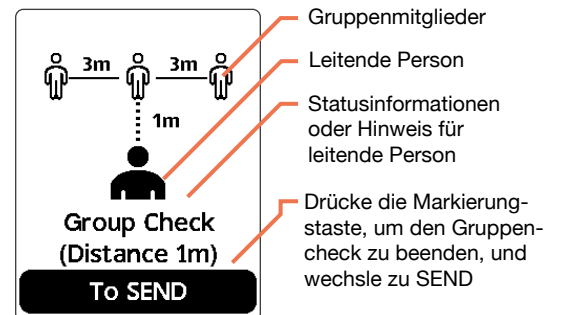 Gruppenmitglieder
3m
3m
Leitende Person
1m
Statusinformationen
oder Hinweis für
leitende Person
Group Check
(Distance 1m)
To SEND
Drücke die Markierung-
staste, um den Gruppen-
check zu beenden, und
wechsle zu SEND